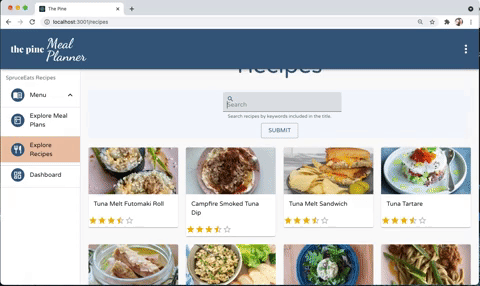 The Pine
localhost:3001/recipes
the pine Meal
Planner
SpruceEats Recipes
Menu
Explore Meal
Plans
Explore
Recipes
Dashboard
Recipes
Search
Search recipes by keywords included in the title.
SUBMIT
Tuna Melt Futomaki Roll
Campfire Smoked Tuna
Dip
Tuna Melt Sandwich
Tuna Tartare